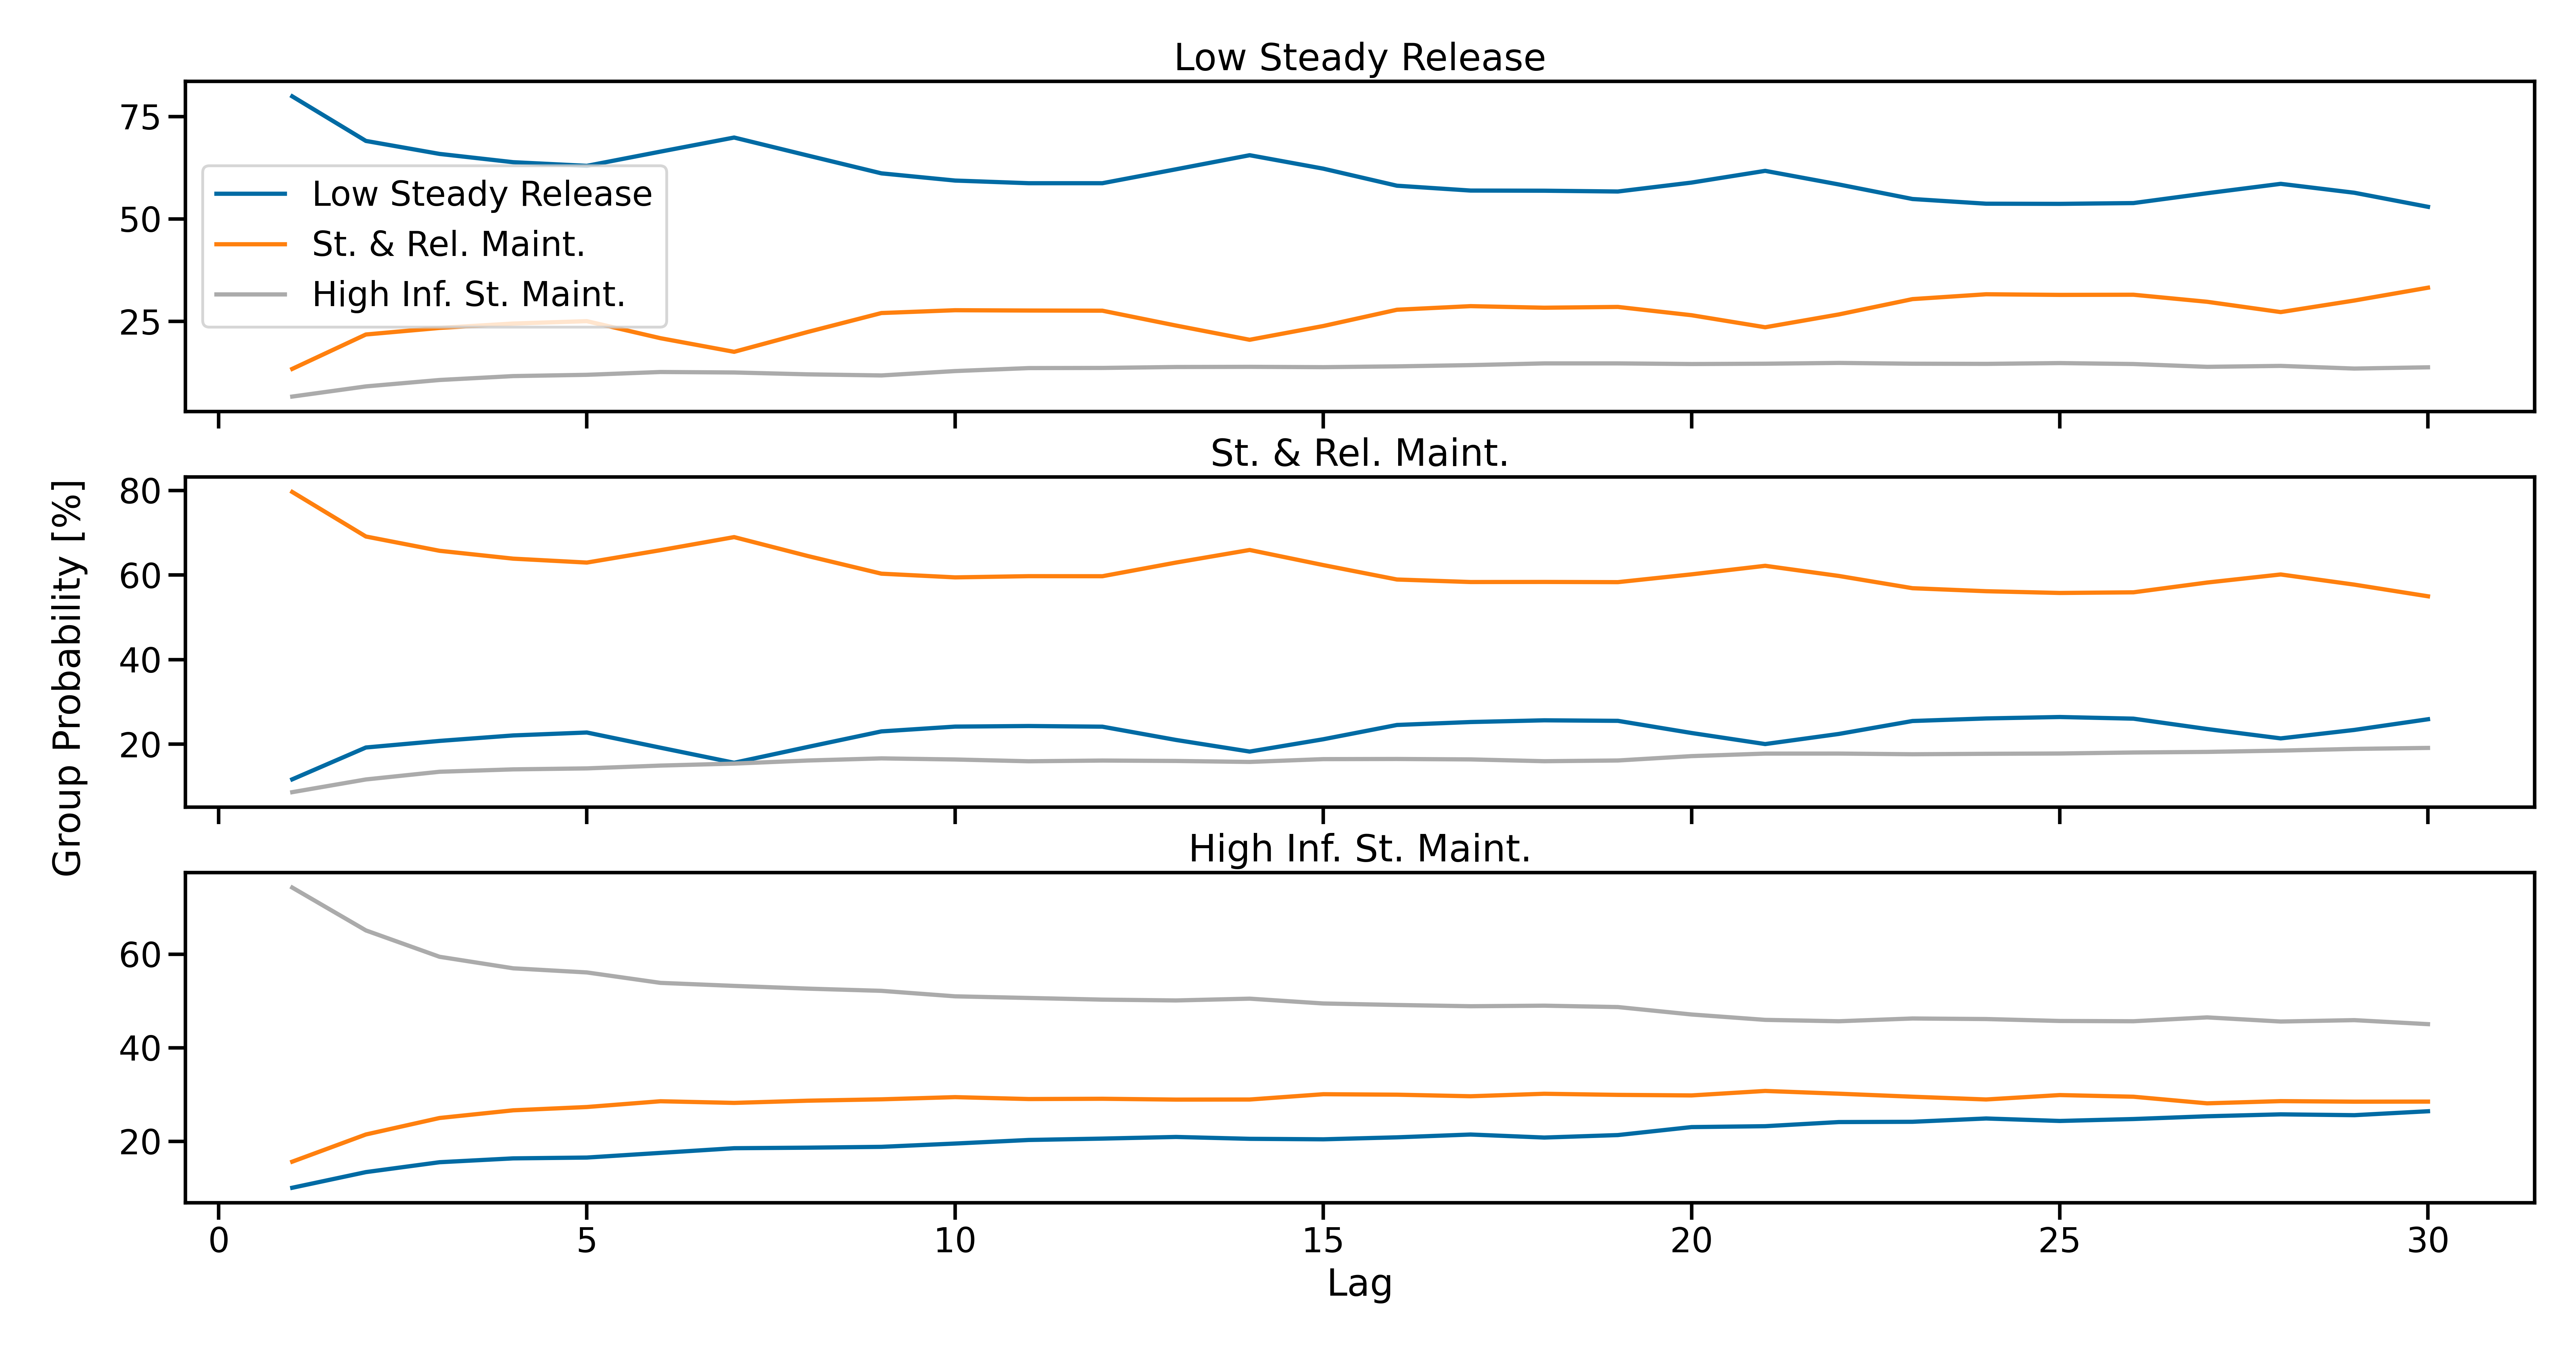 Low Steady Release
75
50
25
Low Steady Release
St. & Rel. Maint.
High Inf. St. Maint.
St. & Rel. Maint.
Group Probability [%]
80
60
40
20
High Inf. St. Maint.
60
40
20
0 5 10 15 20 25 30
Lag